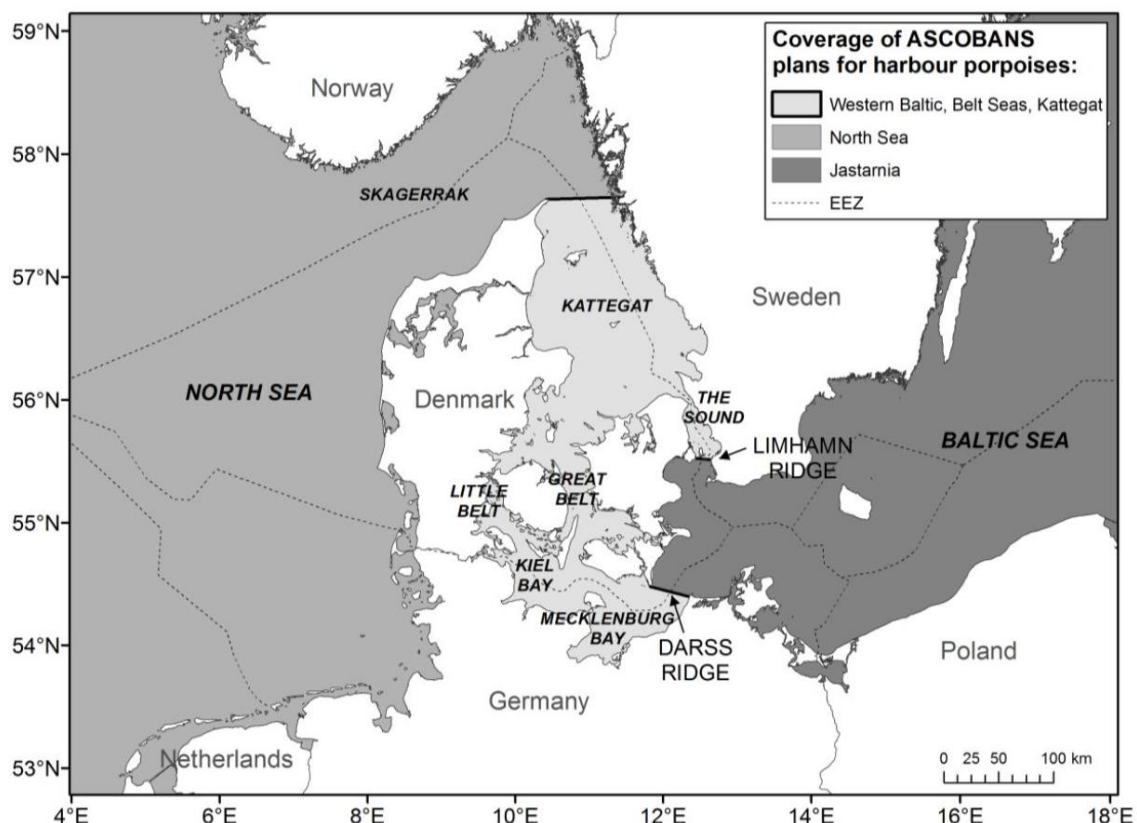 59°N
58°N
57°N
56°N
55°N
54°N
53°N
4°E
6°E
8°E
10°E
12°E
14°E
16°E
18°E
Coverage of ASCOBANS
plans for harbour porpoises:
Western Baltic, Belt Seas, Kattegat
North Sea
Jastarnia
EEZ
Norway
SKAGERRAK
KATTEGAT
Sweden
NORTH SEA
Denmark
THE
SOUND
LIMHAMN
RIDGE
BALTIC SEA
LITTLE
BELT
GREAT
BELT
KIEL
BAY
MECKLENBURG
BAY
DARSS
RIDGE
Poland
Germany
Netherlands
0 25 50 100 km